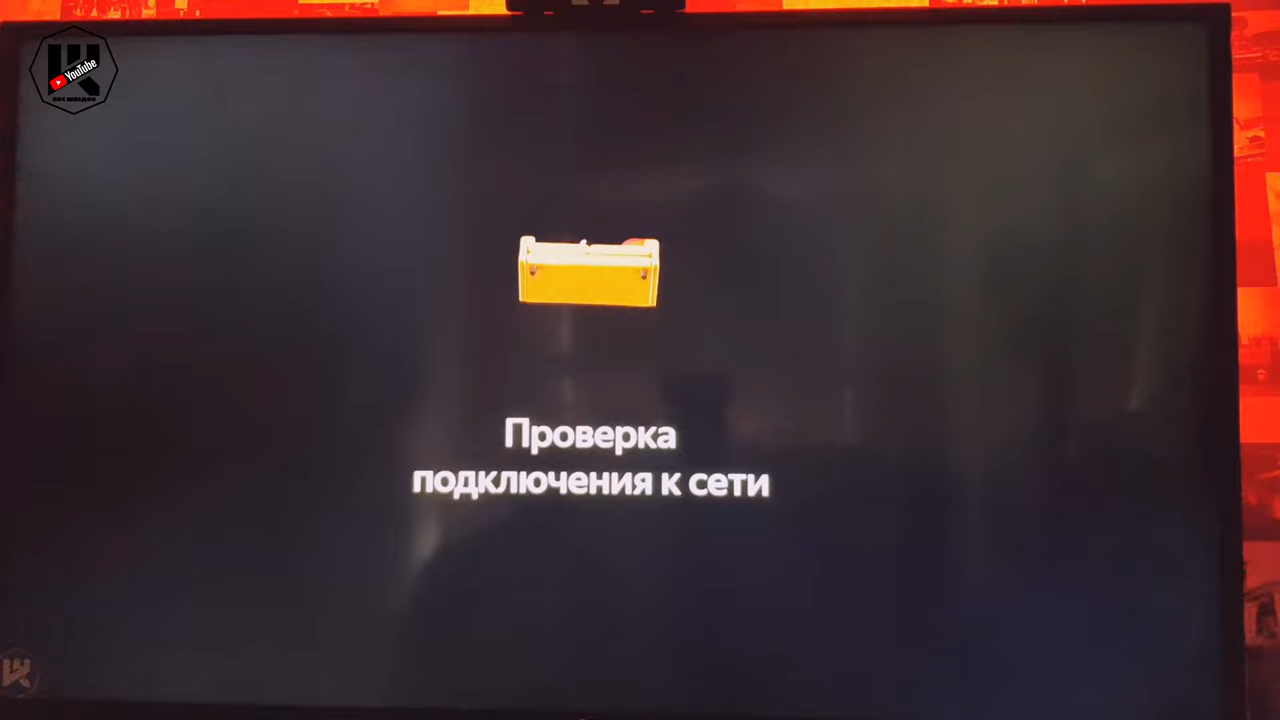 YouTube
Проверка
подключения к сети